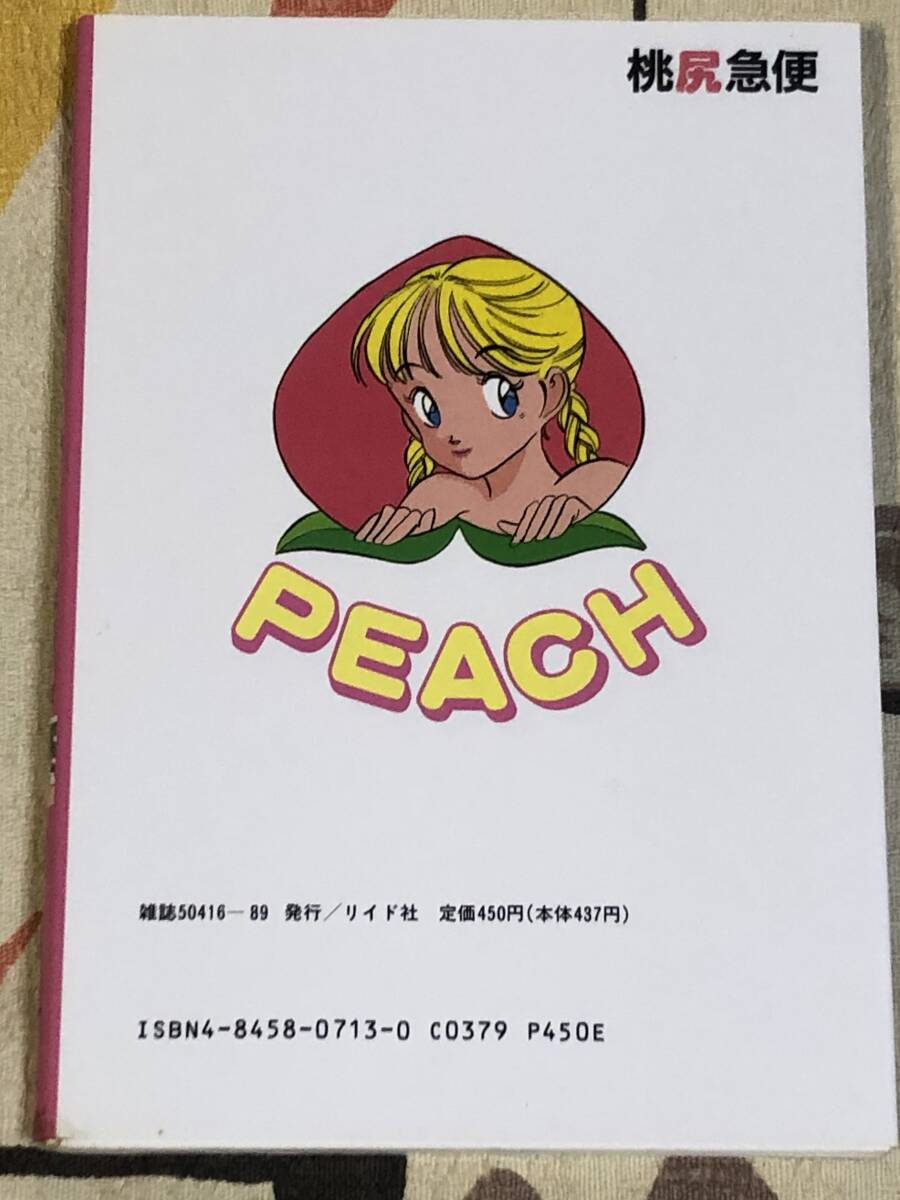 桃尻急便
PEACH
雑誌50416-89 発行/リイド社 定価450円(本体437円)
ISBN4-8458-0713-0 C0379 P450E